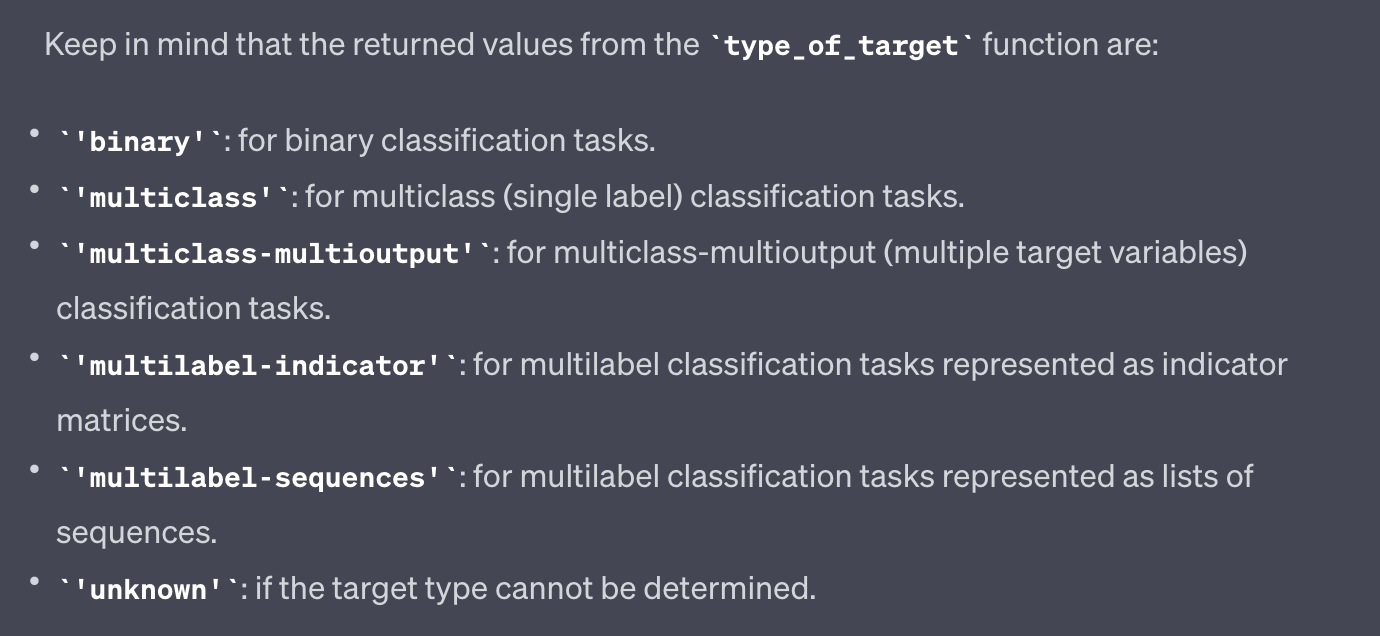 Keep in mind that the returned values from the `type_of_target` function are:
• `'binary'`: for binary classification tasks.
• `'multiclass'`: for multiclass (single label) classification tasks.
• `'multiclass-multioutput'`: for multiclass-multioutput (multiple target variables)
classification tasks.
• `'multilabel-indicator'`: for multilabel classification tasks represented as indicator
matrices.
• `'multilabel-sequences'`: for multilabel classification tasks represented as lists of
sequences.
• `'unknown'`: if the target type cannot be determined.